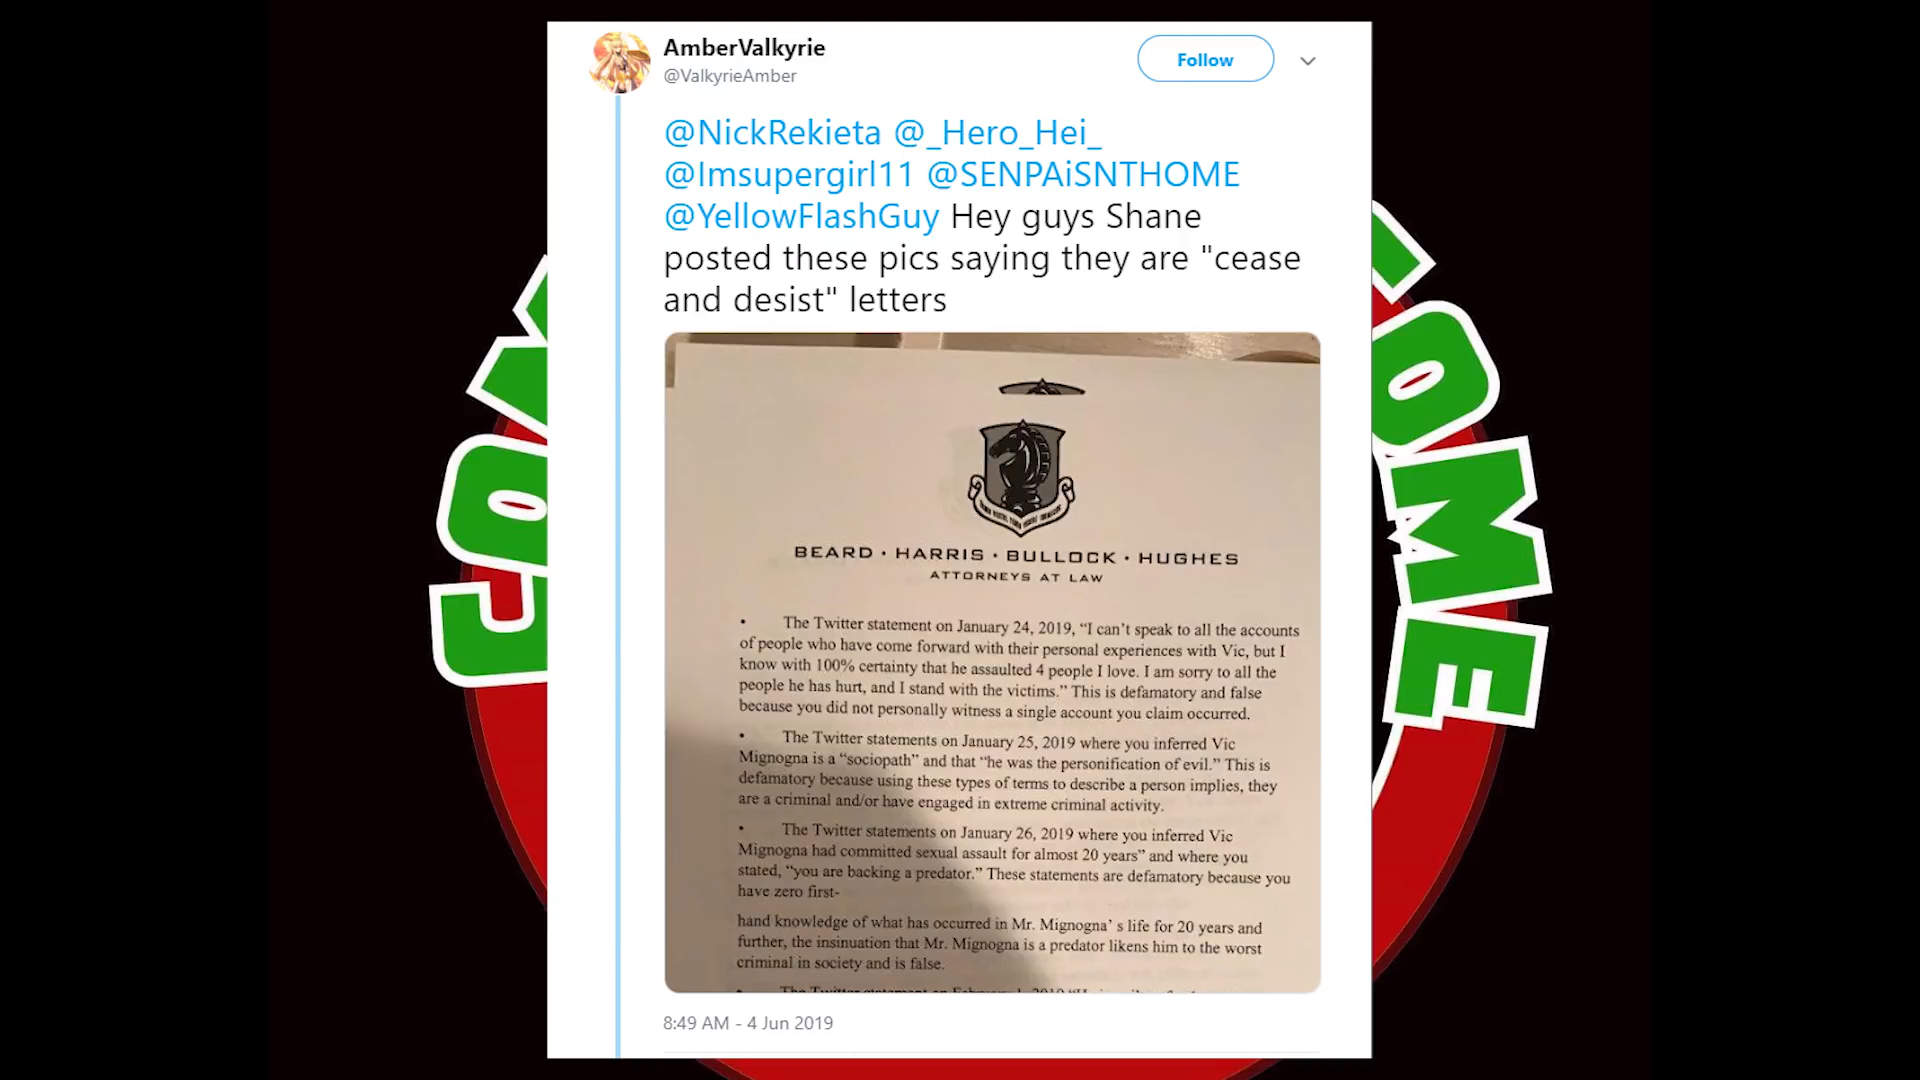 AmberValkyrie
@ValkyrieAmber
Follow
@NickRekieta @_Hero_Hei_
@Imsupergirl11 @SENPAiSNTHOME
@YellowFlashGuy Hey guys Shane
posted these pics saying they are "cease
and desist" letters
BEARD · HARRIS · BULLOCK · HUGHES
ATTORNEYS AT LAW
• The Twitter statement on January 24, 2019, “I can’t speak to all the accounts
of people who have come forward with their personal experiences with Vic, but I
know with 100% certainty that he assaulted 4 people I love. I am sorry to all the
people he has hurt, and I stand with the victims.” This is defamatory and false
because you did not personally witness a single account you claim occurred.
• The Twitter statements on January 25, 2019 where you inferred Vic
Mignogna is a “sociopath” and that “he was the personification of evil.” This is
defamatory because using these types of terms to describe a person implies, they
are a criminal and/or have engaged in extreme criminal activity.
• The Twitter statements on January 26, 2019 where you inferred Vic
Mignogna had committed sexual assault for almost 20 years” and where you
stated, “you are backing a predator.” These statements are defamatory because you
have zero first-
hand knowledge of what has occurred in Mr. Mignogna’ s life for 20 years and
further, the insinuation that Mr. Mignogna is a predator likens him to the worst
criminal in society and is false.
• The Twitter statement on February 1, 2019
8:49 AM - 4 Jun 2019
OME